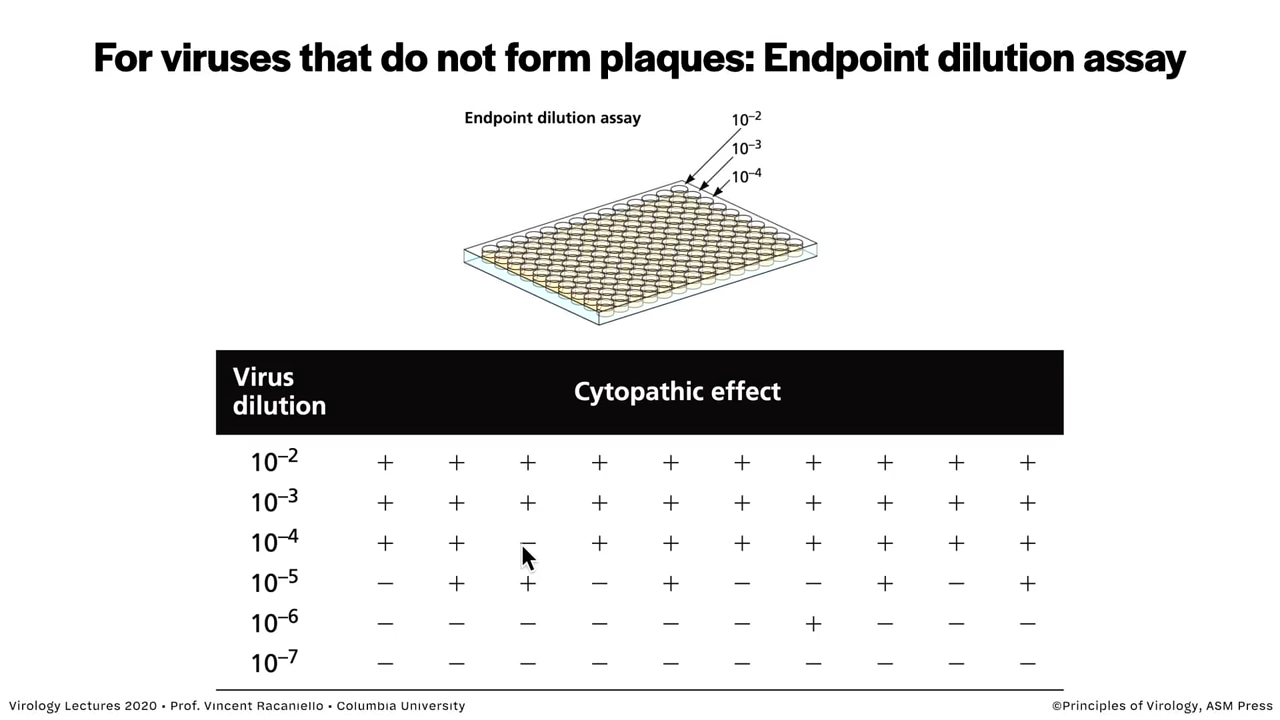 For viruses that do not form plaques: Endpoint dilution assay
Endpoint dilution assay
10⁻²
10⁻³
10⁻⁴
Virus dilution
Cytopathic effect
10⁻² + + + + + + + + + +
10⁻³ + + + + + + + + + +
10⁻⁴ + + − + + + + + + +
10⁻⁵ − + + − + − − + − +
10⁻⁶ − − − − − − + − − −
10⁻⁷ − − − − − − − − − −
Virology Lectures 2020 • Prof. Vincent Racaniello • Columbia University
©Principles of Virology, ASM Press